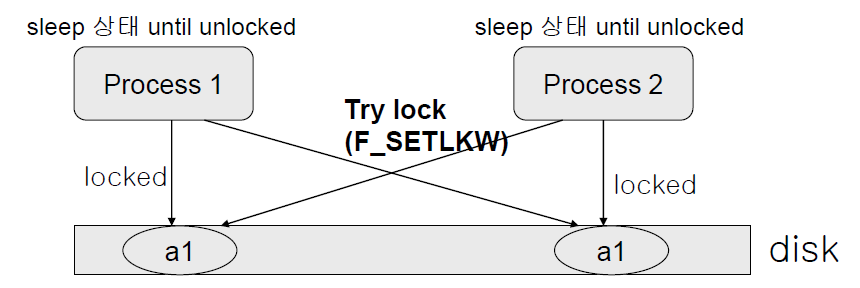 sleep 상태 until unlocked
sleep 상태 until unlocked
Process 1
Process 2
Try lock
(F_SETLKW)
locked
locked
a1
a1
disk